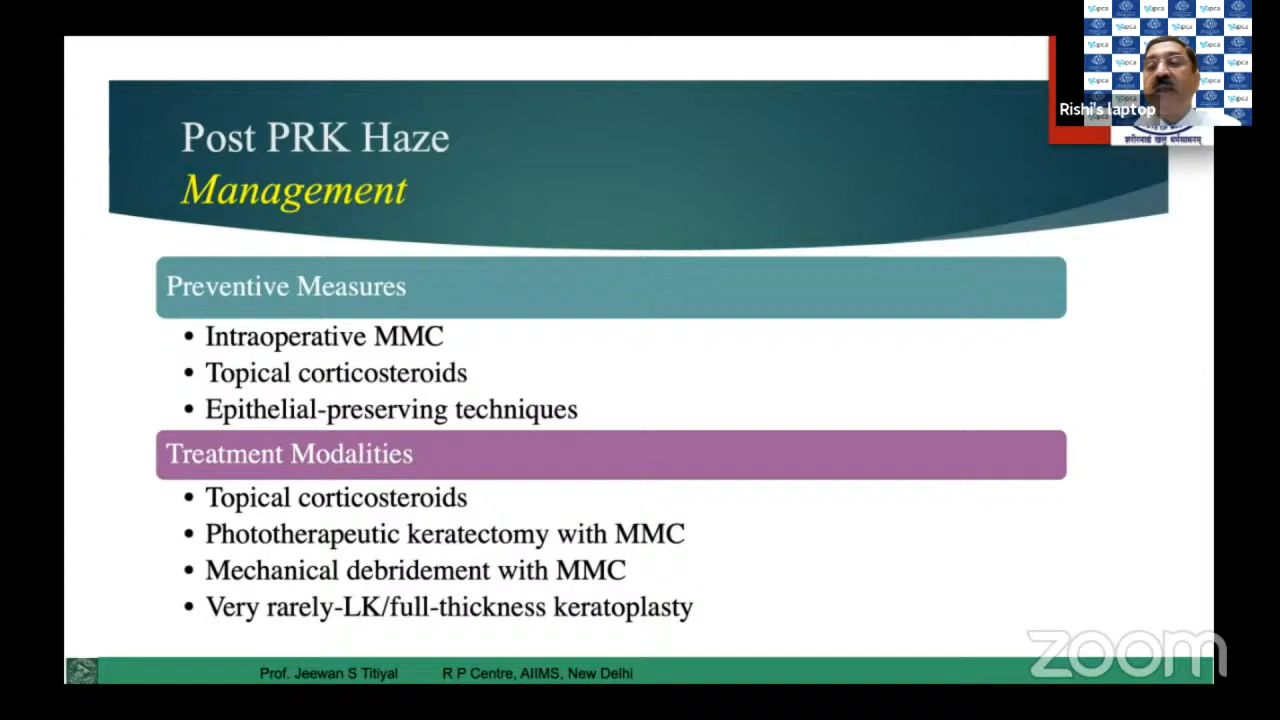 Rishi's laptop
Post PRK Haze
Management
Preventive Measures
• Intraoperative MMC
• Topical corticosteroids
• Epithelial-preserving techniques
Treatment Modalities
• Topical corticosteroids
• Phototherapeutic keratectomy with MMC
• Mechanical debridement with MMC
• Very rarely-LK/full-thickness keratoplasty
Prof. Jeewan S Titiyal R P Centre, AIIMS, New Delhi
zoom